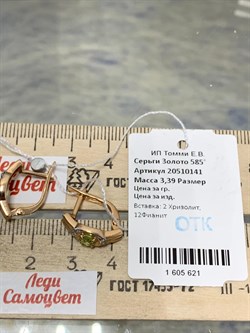 ИП Томми Е.В.
Серьги Золото 585°
Артикул 20510141
Масса 3,39 Размер
Цена за гр.
Цена за изд.
Вставка: 2 Хризолит,
12Фианит
ОТК
1 605 621
ГОСТ
Леди
Самоцвет
ГОСТ 17435-72
Леди
Самоцвет